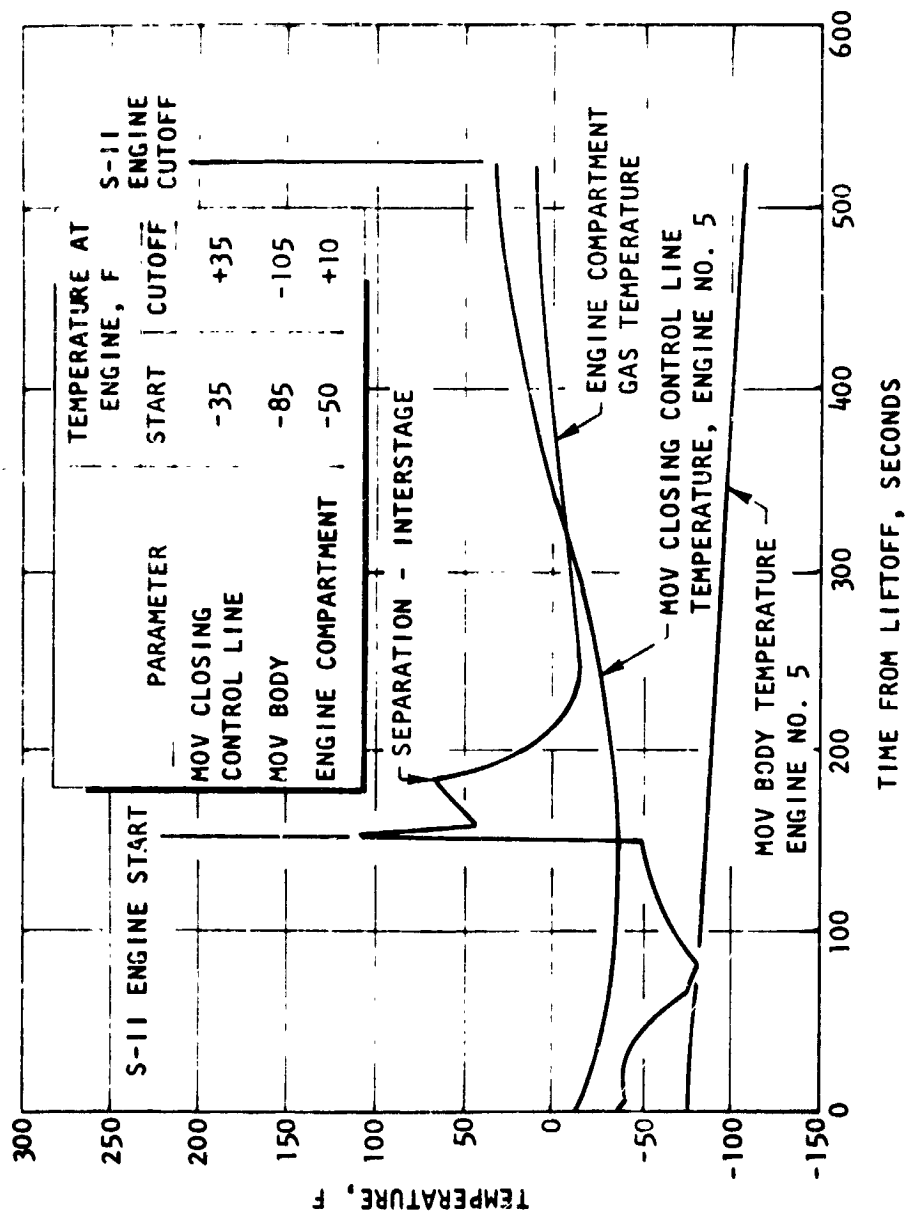 S-II ENGINE START
TEMPERATURE AT
ENGINE, F
PARAMETER START CUTOFF
MOV CLOSING
CONTROL LINE -35 +35
MOV BODY -85 -105
ENGINE COMPARTMENT -50 +10
S-II
ENGINE
CUTOFF
SEPARATION - INTERSTAGE
ENGINE COMPARTMENT
GAS TEMPERATURE
MOV CLOSING CONTROL LINE
TEMPERATURE, ENGINE NO. 5
MOV BODY TEMPERATURE
ENGINE NO. 5
TEMPERATURE, F
300
250
200
150
100
50
0
-50
-100
-150
0 100 200 300 400 500 600
TIME FROM LIFTOFF, SECONDS